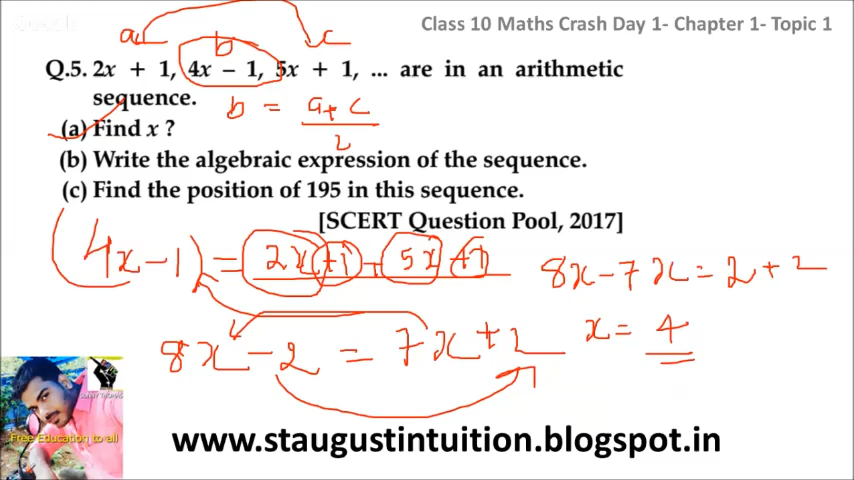 Class 10 Maths Crash Day 1- Chapter 1- Topic 1
a b c
Q.5. 2x + 1, 4x – 1, 5x + 1, ... are in an arithmetic
sequence.
b = a+c / 2
(a) Find x ?
(b) Write the algebraic expression of the sequence.
(c) Find the position of 195 in this sequence.
[SCERT Question Pool, 2017]
(4x-1) = 2x+1 + 5x+1
8x-7x = 2+2
8x-2 = 7x+2
x = 4
SUNNY THOMAS
Free Education to all
www.staugustintuition.blogspot.in